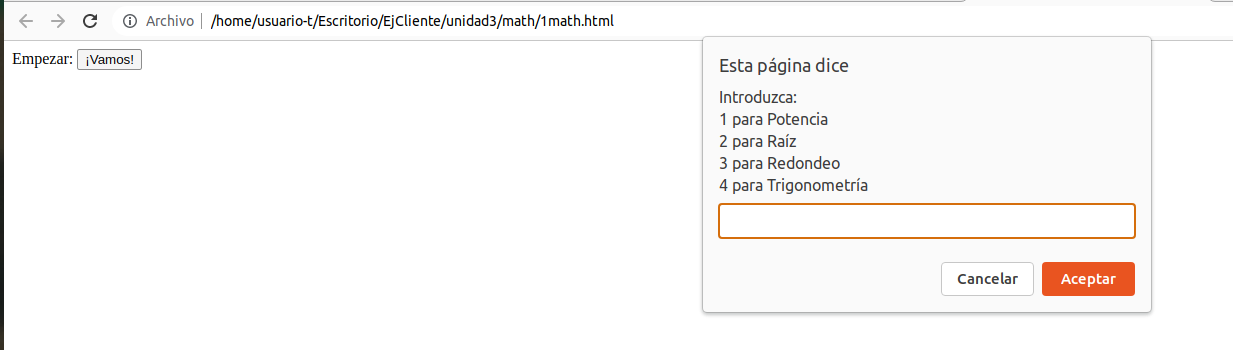 Archivo | /home/usuario-t/Escritorio/EjCliente/unidad3/math/1math.html
Empezar: ¡Vamos!
Esta página dice
Introduzca:
1 para Potencia
2 para Raíz
3 para Redondeo
4 para Trigonometría
Cancelar Aceptar